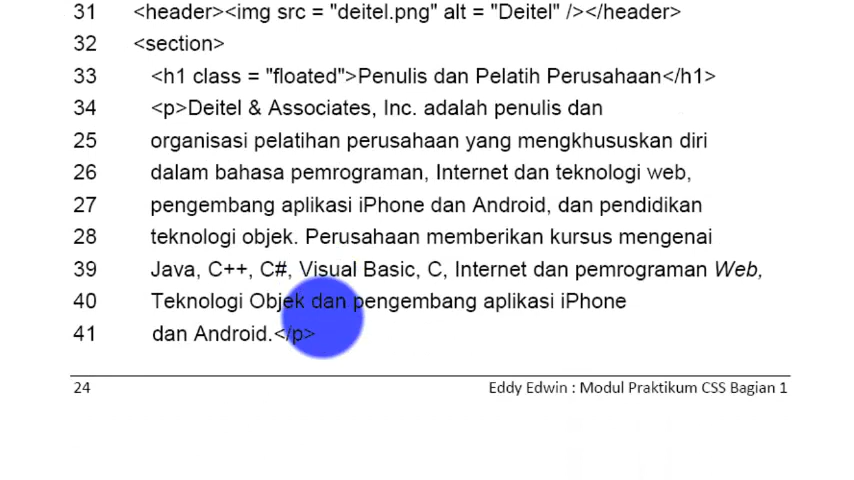 31 <header><img src = "deitel.png" alt = "Deitel" /></header>
32 <section>
33 <h1 class = "floated">Penulis dan Pelatih Perusahaan</h1>
34 <p>Deitel & Associates, Inc. adalah penulis dan
25 organisasi pelatihan perusahaan yang mengkhususkan diri
26 dalam bahasa pemrograman, Internet dan teknologi web,
27 pengembang aplikasi iPhone dan Android, dan pendidikan
28 teknologi objek. Perusahaan memberikan kursus mengenai
39 Java, C++, C#, Visual Basic, C, Internet dan pemrograman Web,
40 Teknologi Objek dan pengembang aplikasi iPhone
41 dan Android.</p>
24 Eddy Edwin : Modul Praktikum CSS Bagian 1